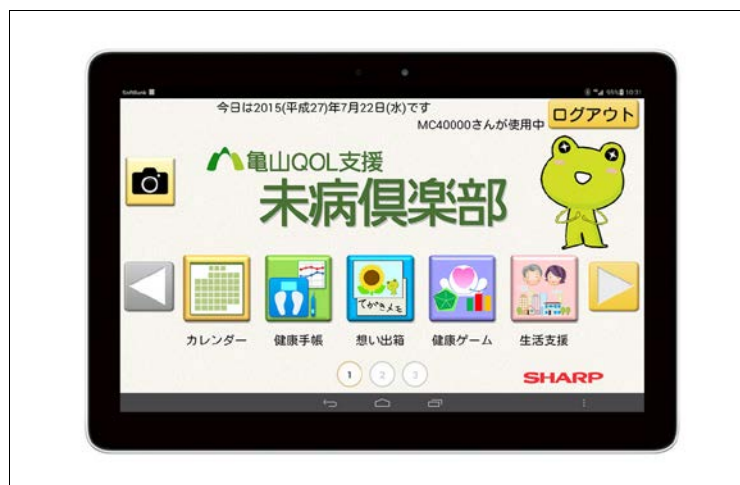 SoftBank
65% 10:31
今日は2015(平成27)年7月22日(水)です
MC40000さんが使用中
ログアウト
亀山QOL支援
未病倶楽部
てがきメモ
カレンダー
健康手帳
想い出箱
健康ゲーム
生活支援
1 2 3
SHARP